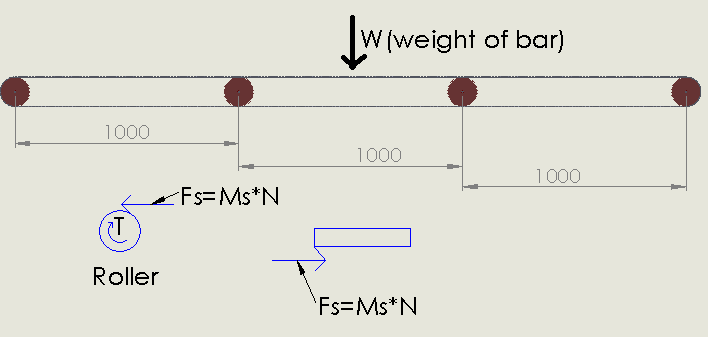 W(weight of bar)
1000
1000
1000
Fs=Ms*N
T
Roller
Fs=Ms*N